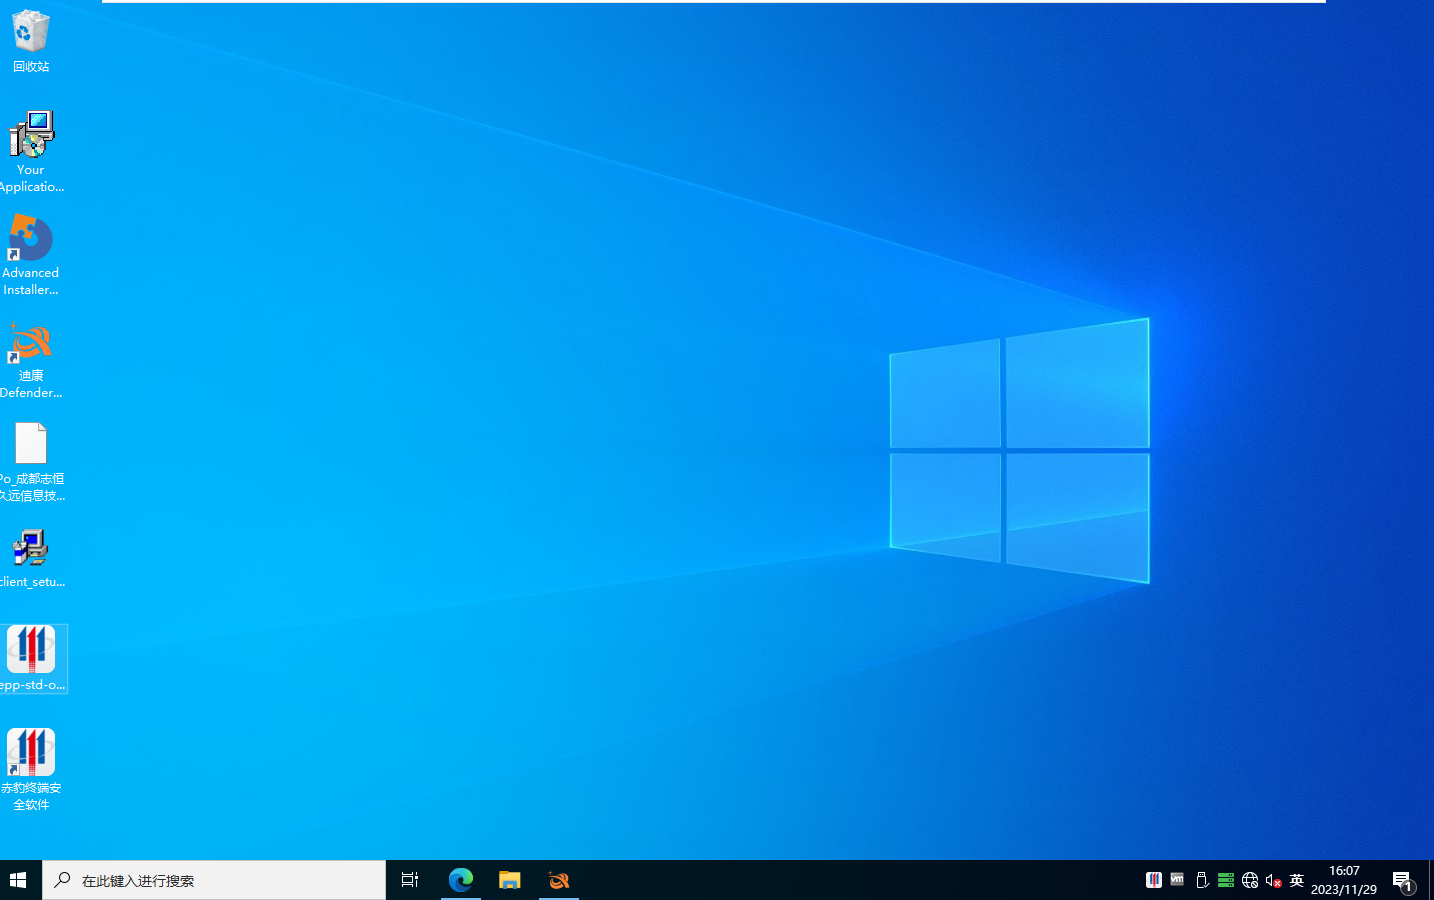 回收站
Your
Applicatio...
Advanced
Installer...
迪康
Defender...
Po_成都志恒
久远信息技...
client_setu...
epp-std-o...
赤豹终端安
全软件
在此键入进行搜索
vm
英
16:07
2023/11/29
1